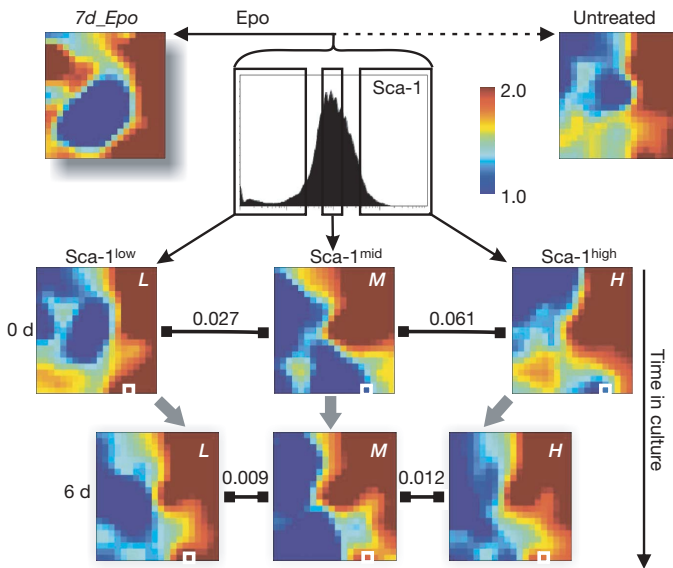 7d_Epo
Epo
Untreated
Sca-1
2.0
1.0
Sca-1low
Sca-1mid
Sca-1high
L
M
H
0 d
0.027
0.061
Time in culture
L
M
H
6 d
0.009
0.012